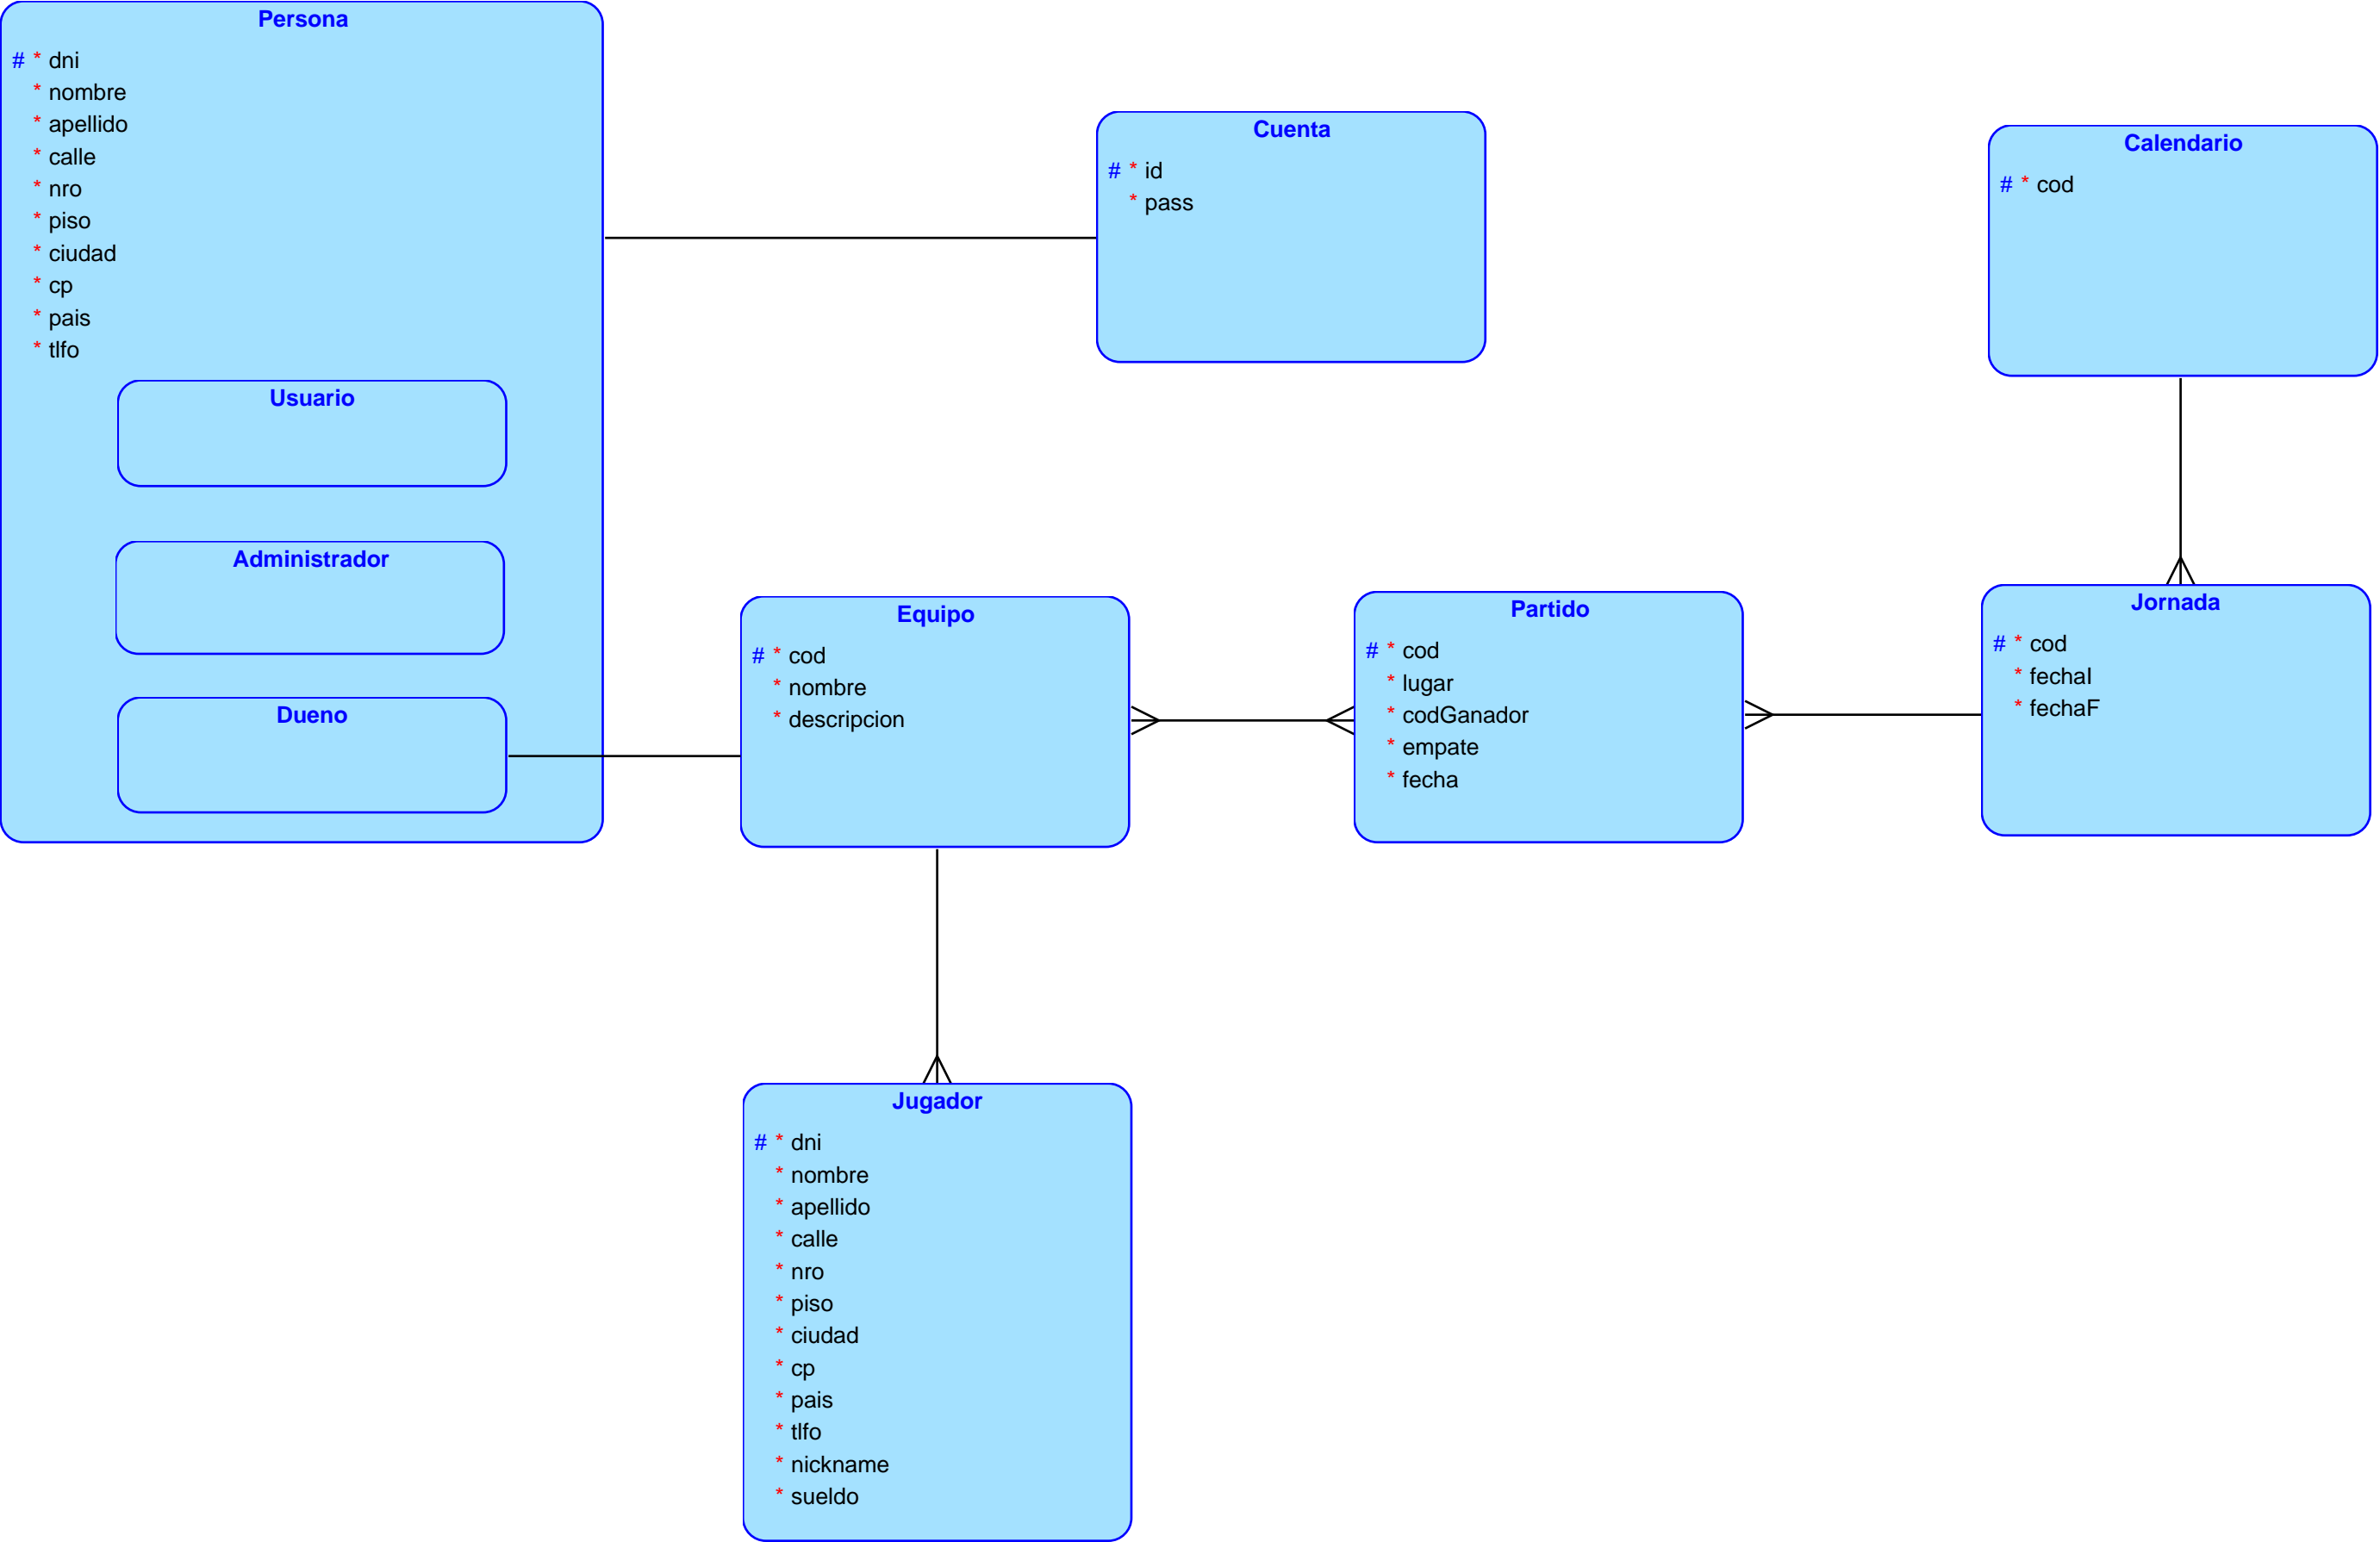 Persona
# * dni
* nombre
* apellido
* calle
* nro
* piso
* ciudad
* cp
* pais
* tlfo
Usuario
Administrador
Dueno
Cuenta
# * id
* pass
Calendario
# * cod
Equipo
# * cod
* nombre
* descripcion
Partido
# * cod
* lugar
* codGanador
* empate
* fecha
Jornada
# * cod
* fechaI
* fechaF
Jugador
# * dni
* nombre
* apellido
* calle
* nro
* piso
* ciudad
* cp
* pais
* tlfo
* nickname
* sueldo